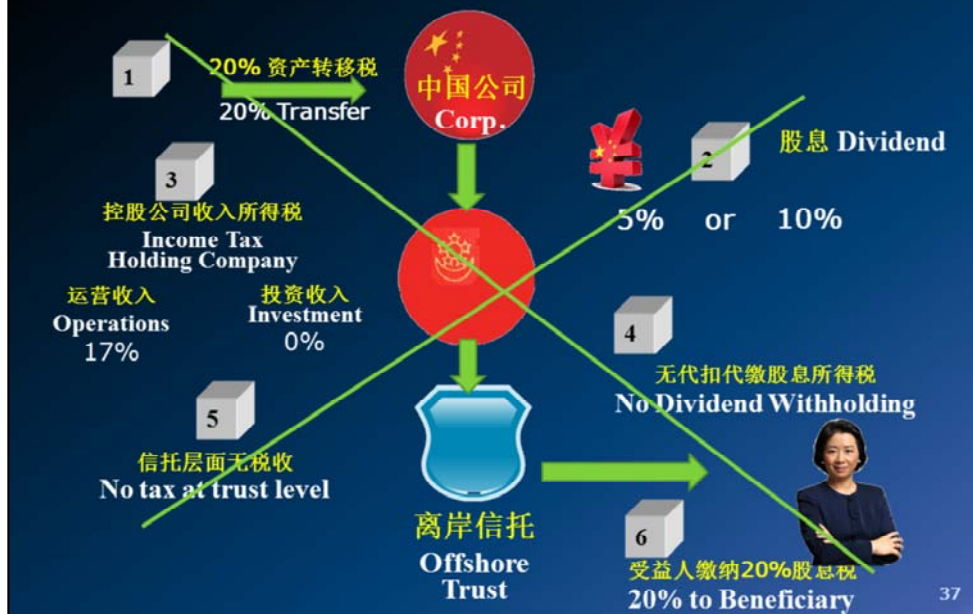 1
20% 资产转移税
20% Transfer
中国公司
Corp.
2
股息 Dividend
5% or 10%
3
控股公司收入所得税
Income Tax
Holding Company
运营收入
Operations
17%
投资收入
Investment
0%
4
无代扣代缴股息所得税
No Dividend Withholding
5
信托层面无税收
No tax at trust level
离岸信托
Offshore
Trust
6
受益人缴纳20%股息税
20% to Beneficiary
37